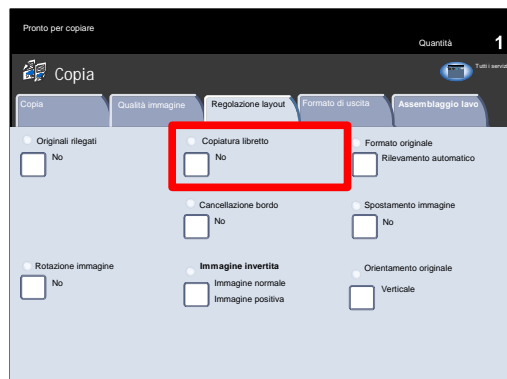 Pronto per copiare
Quantità 1
Copia
Tutti i servizi
Copia Qualità immagine Regolazione layout Formato di uscita Assemblaggio lavo
Originali rilegati Copiatura libretto Formato originale
No No Rilevamento automatico
Cancellazione bordo Spostamento immagine
No No
Rotazione immagine Immagine invertita Orientamento originale
No Immagine normale Verticale
Immagine positiva